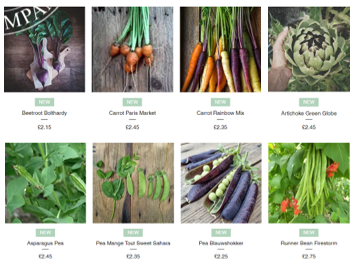 MPA
NEW
NEW
NEW
NEW
Beetroot Bolthardy
Carrot Paris Market
Carrot Rainbow Mix
Artichoke Green Globe
£2.15
£2.45
£2.35
£2.45
NEW
NEW
NEW
NEW
Asparagus Pea
Pea Mange Tout Sweet Sahara
Pea Blauwshokker
Runner Bean Firestorm
£2.45
£2.35
£2.25
£2.75